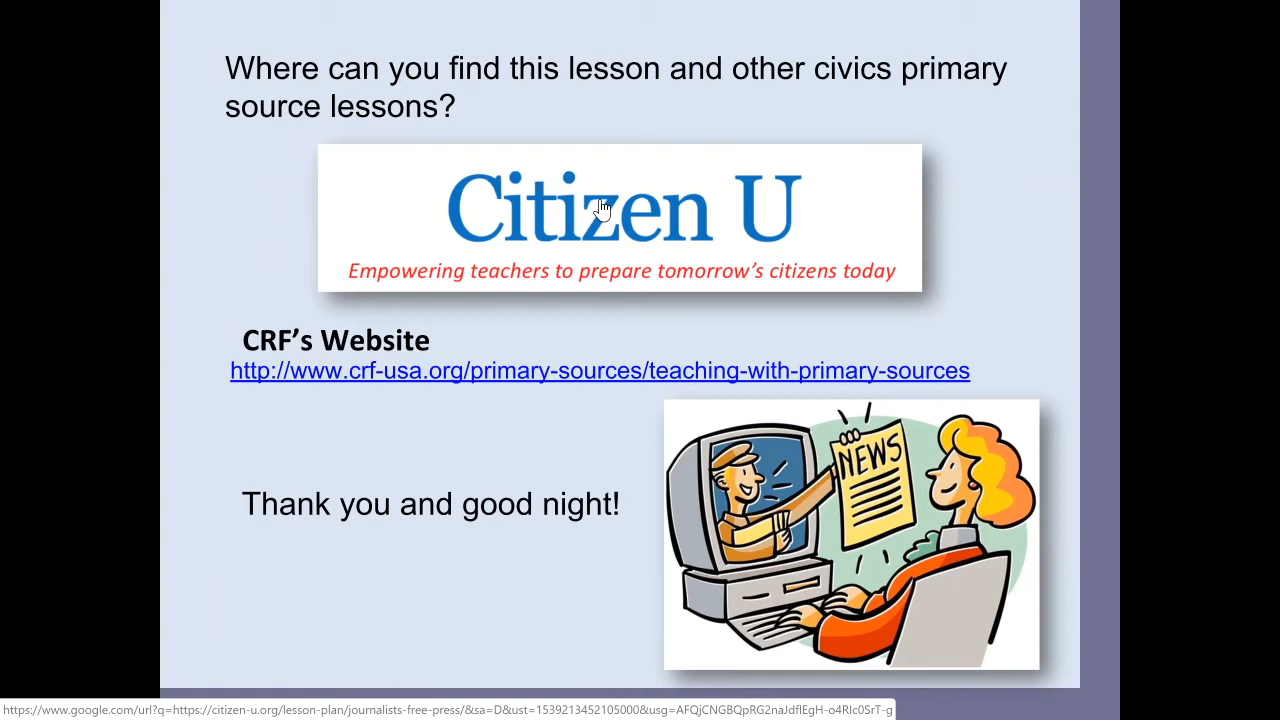 Where can you find this lesson and other civics primary
source lessons?
Citizen U
Empowering teachers to prepare tomorrow's citizens today
CRF's Website
http://www.crf-usa.org/primary-sources/teaching-with-primary-sources
NEWS
Thank you and good night!
https://www.google.com/url?q=https://citizen-u.org/lesson-plan/journalists-free-press/&sa=D&ust=1539213452105000&usg=AFQjCNGBQpRG2naJdflEgH-o4RIc0SrT-g